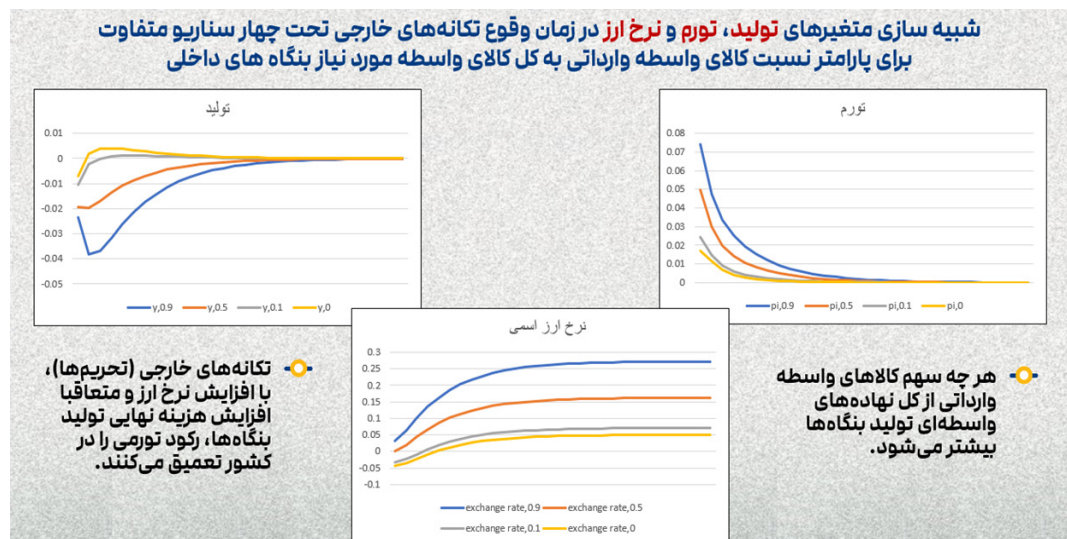 شبیه سازی متغیرهای تولید، تورم و نرخ ارز در زمان وقوع تکانه‌های خارجی تحت چهار سناریو متفاوت
برای پارامتر نسبت کالای واسطه وارداتی به کل کالای واسطه مورد نیاز بنگاه های داخلی
تورم
0.08
0.07
0.06
0.05
0.04
0.03
0.02
0.01
0
pi,0.9 pi,0.5 pi,0.1 pi,0
تولید
0.01
0
-0.01
-0.02
-0.03
-0.04
-0.05
y,0.9 y,0.5 y,0.1 y,0
نرخ ارز اسمی
0.3
0.25
0.2
0.15
0.1
0.05
0
-0.05
-0.1
exchange rate,0.9 exchange rate,0.5
exchange rate,0.1 exchange rate,0
هر چه سهم کالاهای واسطه
وارداتی از کل نهاده‌های
واسطه‌ای تولید بنگاه‌ها
بیشتر می‌شود.
تکانه‌های خارجی (تحریم‌ها)،
با افزایش نرخ ارز و متعاقبا
افزایش هزینه نهایی تولید
بنگاه‌ها، رکود تورمی را در
کشور تعمیق می‌کنند.